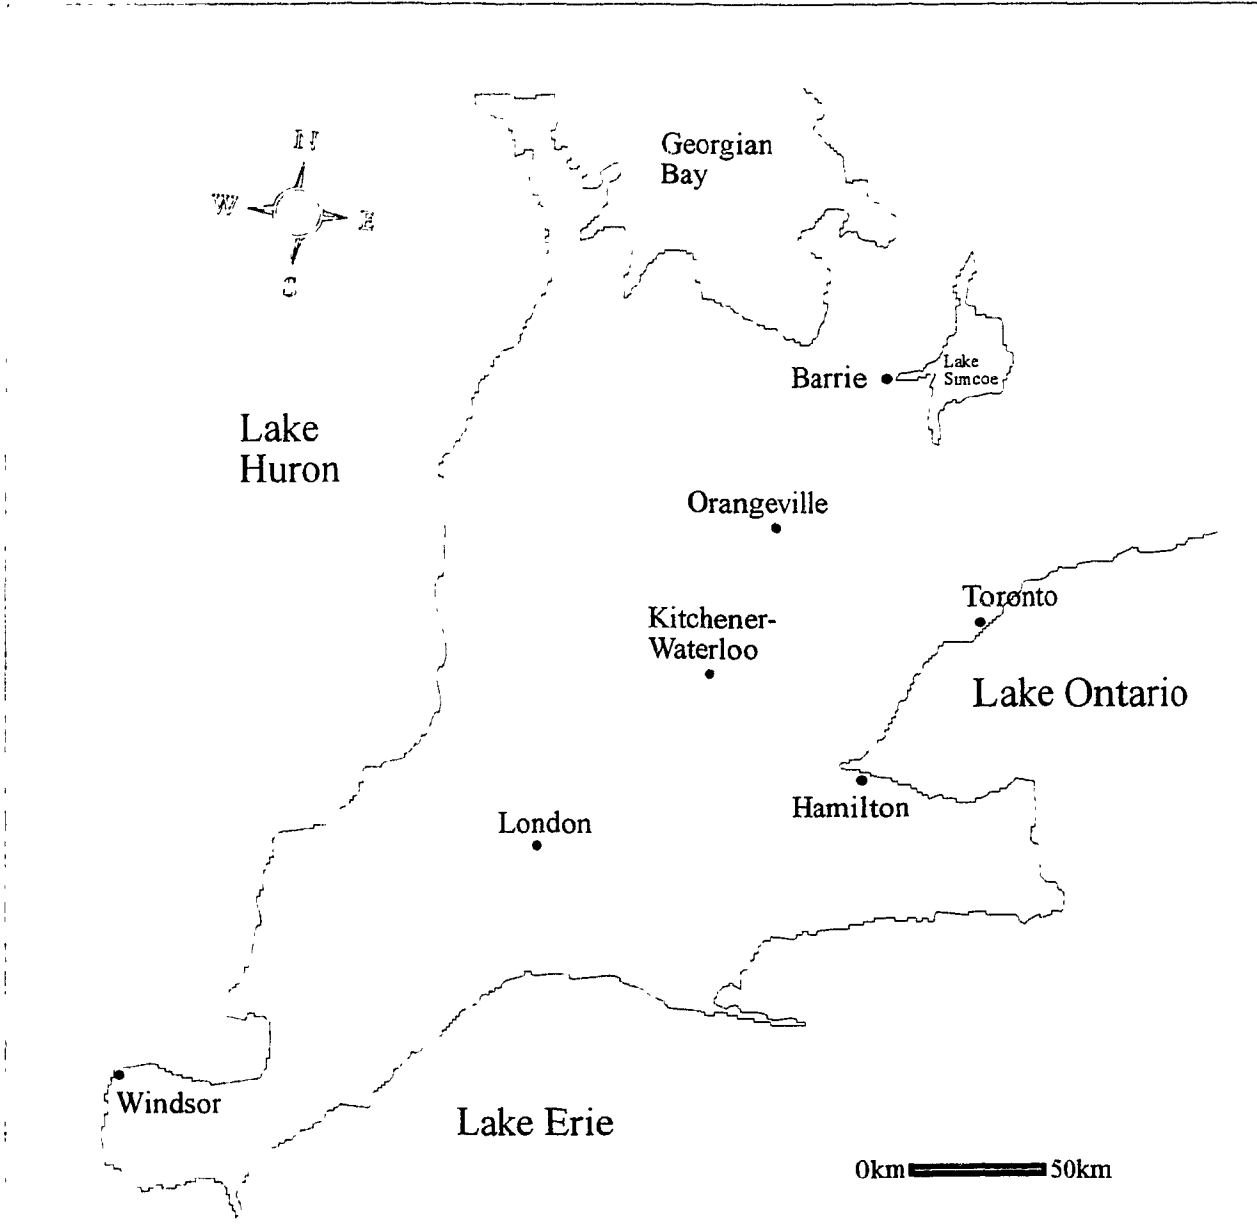 N
Georgian
Bay
W
E
S
Lake
Simcoe
Barrie
Lake
Huron
Orangeville
Toronto
Kitchener-
Waterloo
Lake Ontario
Hamilton
London
Windsor
Lake Erie
0km 50km